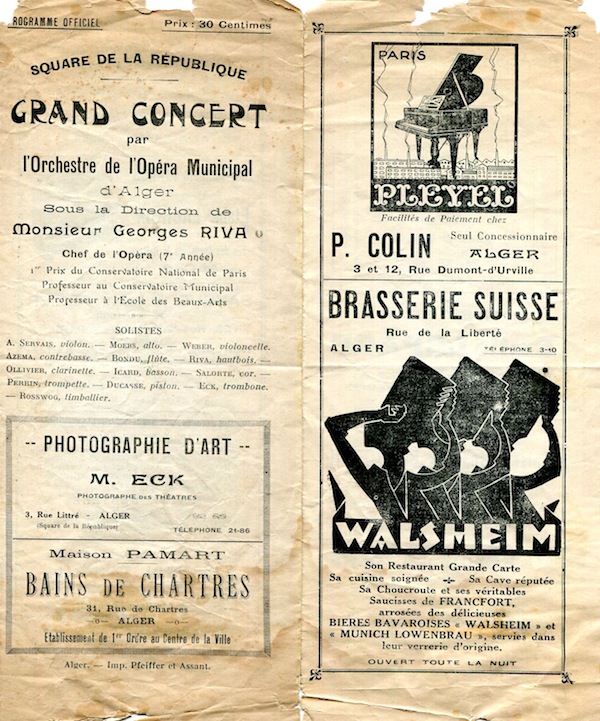 ROGRAMME OFFICIEL
Prix : 30 Centimes
SQUARE DE LA RÉPUBLIQUE
GRAND CONCERT
par
l'Orchestre de l'Opéra Municipal
d'Alger
Sous la Direction de
Monsieur Georges RIVA
Chef de l'Opéra (7e Année)
1er Prix du Conservatoire National de Paris
Professeur au Conservatoire Municipal
Professeur à l'École des Beaux-Arts
SOLISTES
A. SERVAIS, violon. — MOERS, alto. — WEBER, violoncelle.
AZEMA, contrebasse. — BONDU, flûte. — RIVA, hautbois. —
OLLIVIER, clarinette. — ICARD, basson. — SALORTE, cor. —
PERRIN, trompette. — DUCASSE, piston. — ECK, trombone.
— ROSSWOG, timballier.
-- PHOTOGRAPHIE D'ART --
M. ECK
PHOTOGRAPHE DES THÉATRES
3, Rue Littré - ALGER
(Square de la République)
TÉLÉPHONE 21-86
Maison PAMART
BAINS DE CHARTRES
31, Rue de Chartres
—o— ALGER —o—
Etablissement de 1er Ordre au Centre de la Ville
Alger. — Imp. Pfeiffer et Assant.
PARIS
PLEYEL
Facilités de Paiement chez
P. COLIN
Seul Concessionnaire
ALGER
3 et 12, Rue Dumont-d'Urville
BRASSERIE SUISSE
Rue de la Liberté
ALGER
TÉLÉPHONE 3-10
WALSHEIM
Son Restaurant Grande Carte
Sa cuisine soignée -:- Sa Cave réputée
Sa Choucroute et ses véritables
Saucisses de FRANCFORT,
arrosées des délicieuses
BIERES BAVAROISES « WALSHEIM » et
« MUNICH LOWENBRAU », servies dans
leur verrerie d'origine.
OUVERT TOUTE LA NUIT